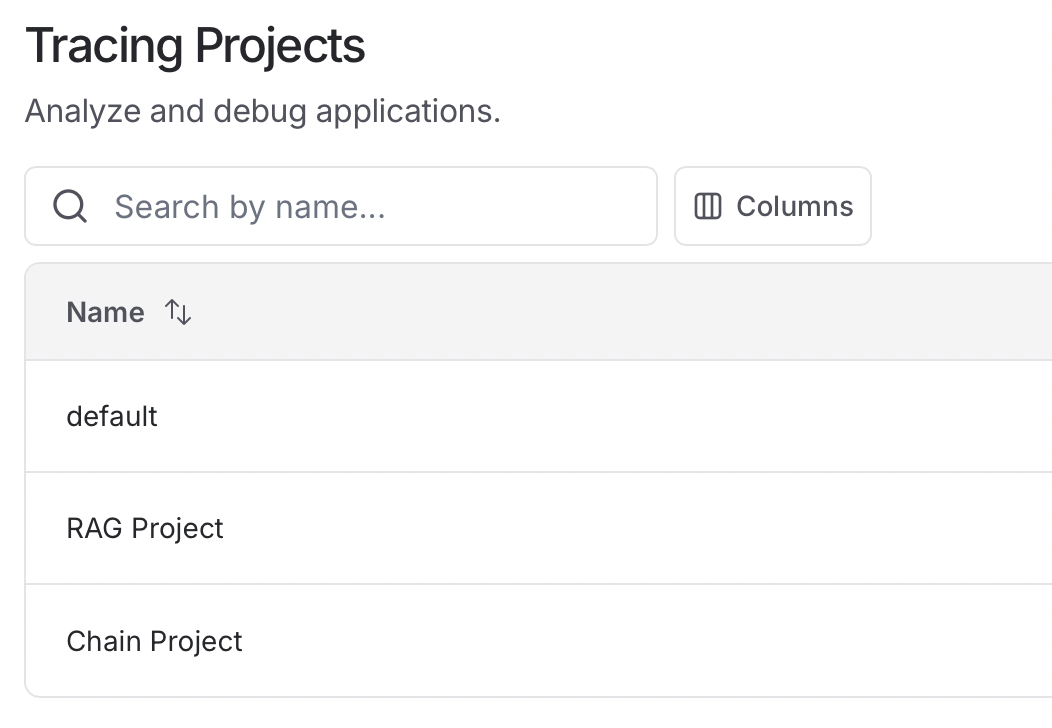 Tracing Projects
Analyze and debug applications.
Search by name...
Columns
Name
default
RAG Project
Chain Project